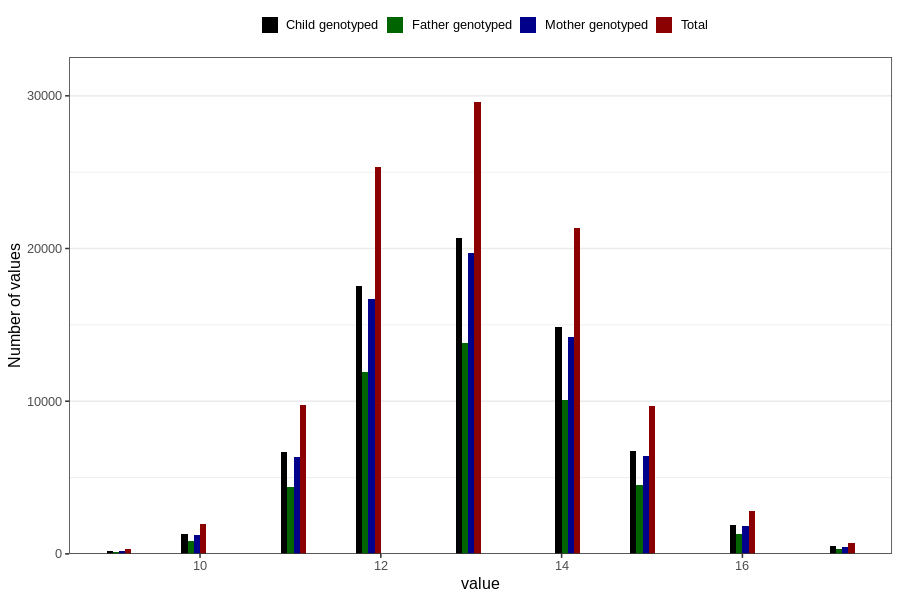 Child genotyped Father genotyped Mother genotyped Total
30000
20000
10000
0
Number of values
10 12 14 16
value